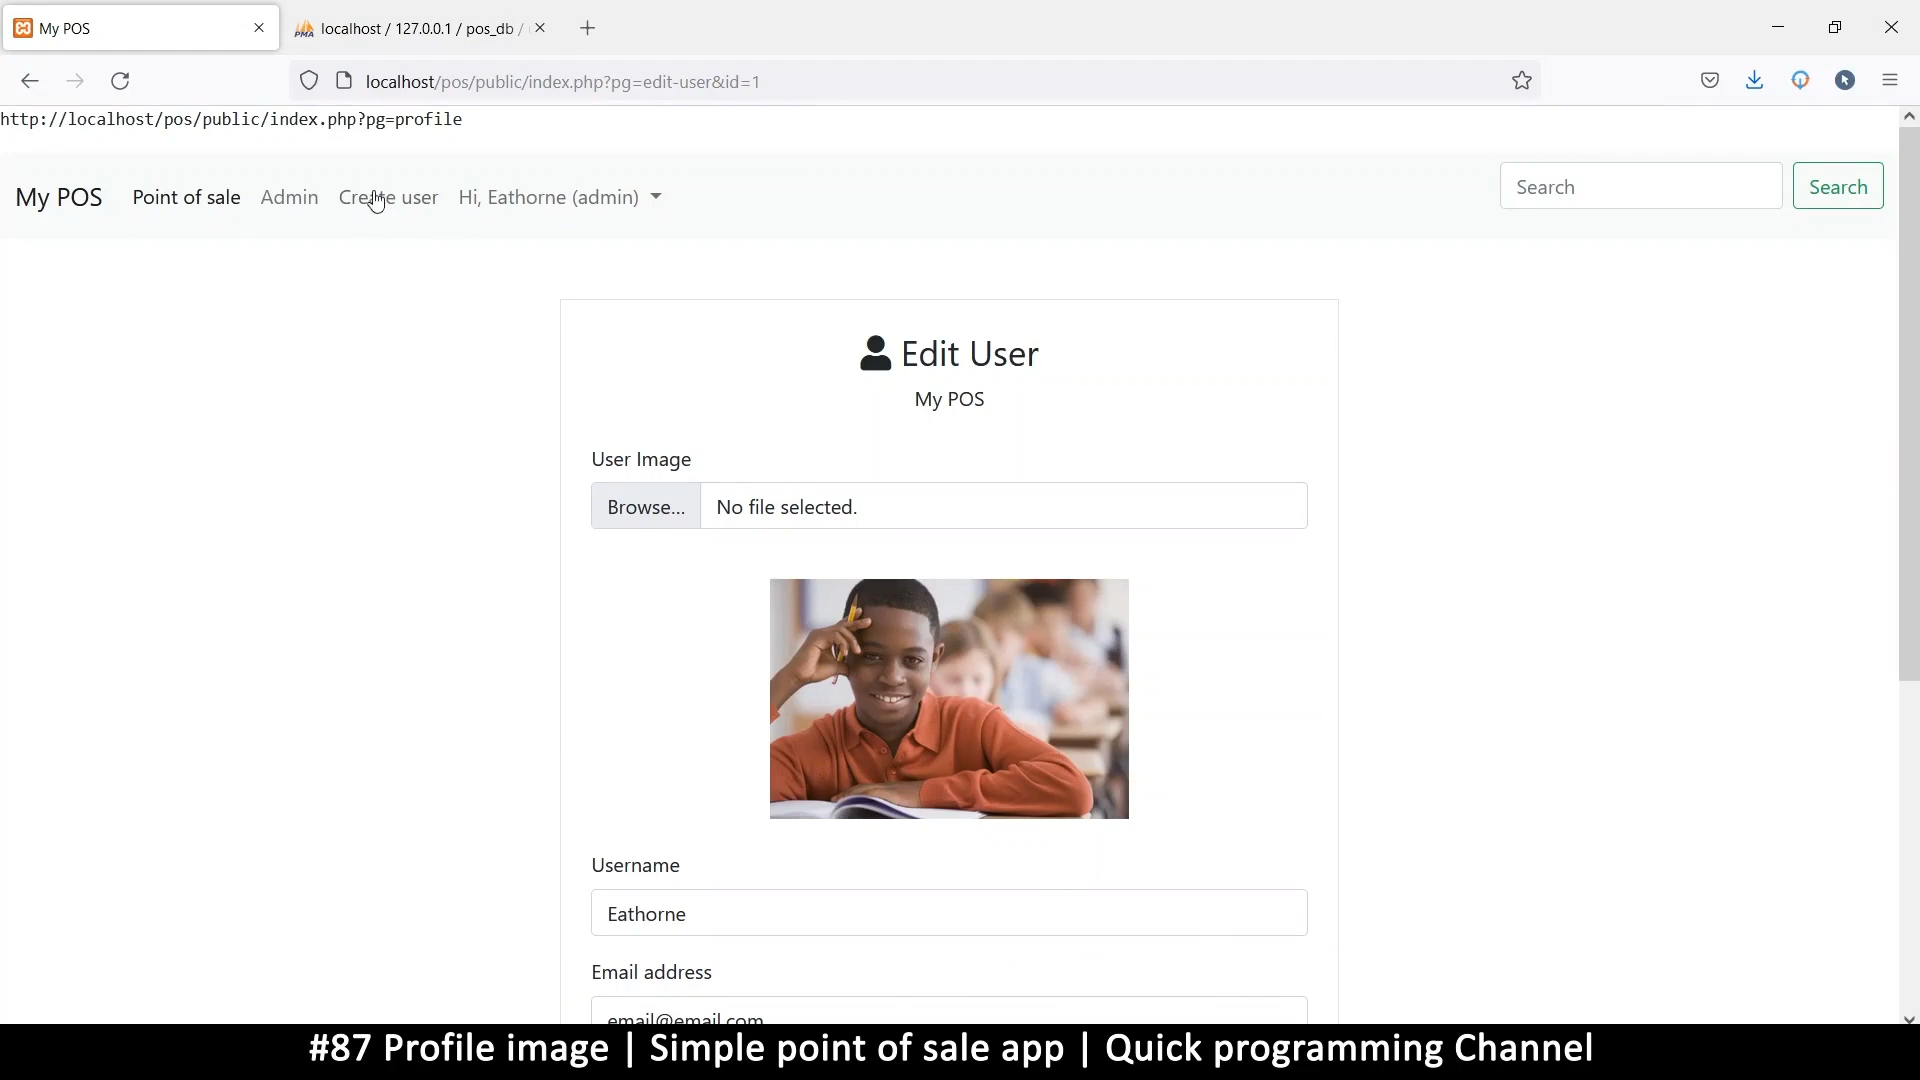 My POS
localhost / 127.0.0.1 / pos_db /
localhost/pos/public/index.php?pg=edit-user&id=1
http://localhost/pos/public/index.php?pg=profile
My POS Point of sale Admin Create user Hi, Eathorne (admin) Search Search
Edit User
My POS
User Image
Browse... No file selected.
Username
Eathorne
Email address
email@email.com
#87 Profile image | Simple point of sale app | Quick programming Channel